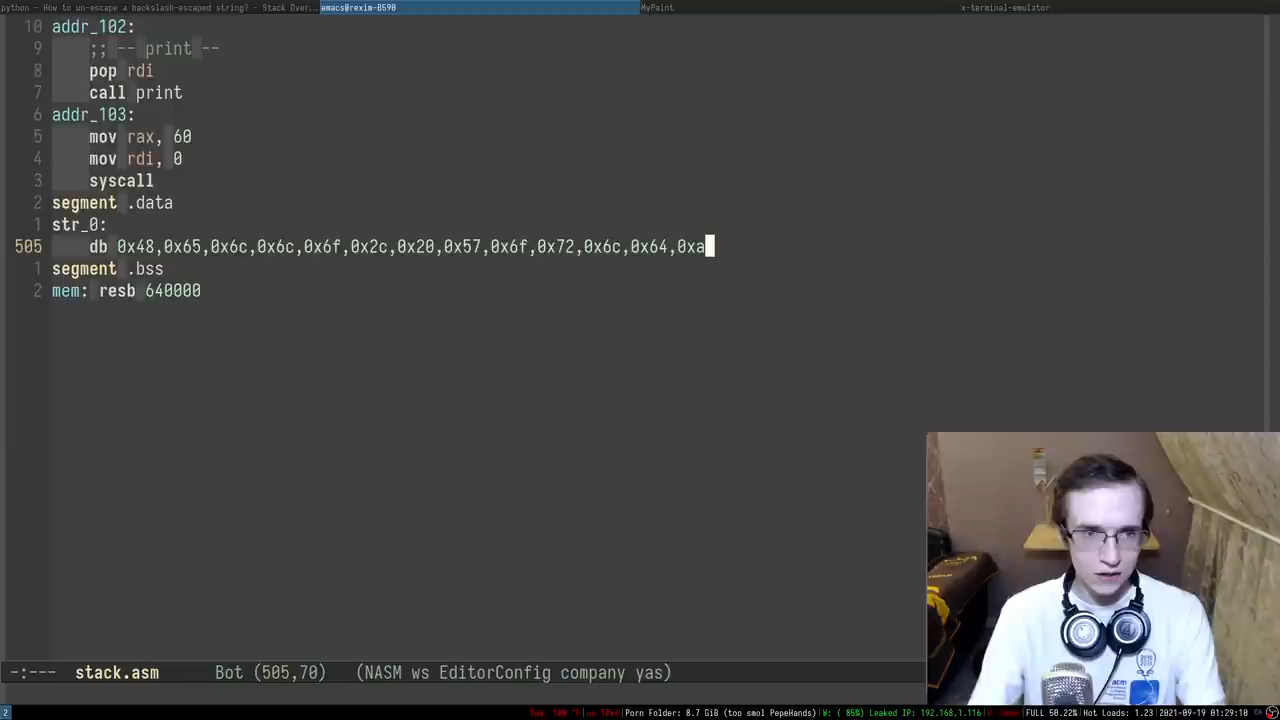 python - How to un-escape a backslash-escaped string? - Stack Over... emacs@rexim-B590 MyPaint x-terminal-emulator
10 addr_102:
9 ;; -- print --
8 pop rdi
7 call print
6 addr_103:
5 mov rax, 60
4 mov rdi, 0
3 syscall
2 segment .data
1 str_0:
505 db 0x48,0x65,0x6c,0x6c,0x6f,0x2c,0x20,0x57,0x6f,0x72,0x6c,0x64,0xa
1 segment .bss
2 mem: resb 640000
-:--- stack.asm Bot (505,70) (NASM ws EditorConfig company yas)
2 Porn Folder: 8.7 GiB (too smol PepeHands) W: ( 85%) Leaked IP: 192.168.1.116 FULL 50.22% Hot Loads: 1.23 2021-09-19 01:29:10